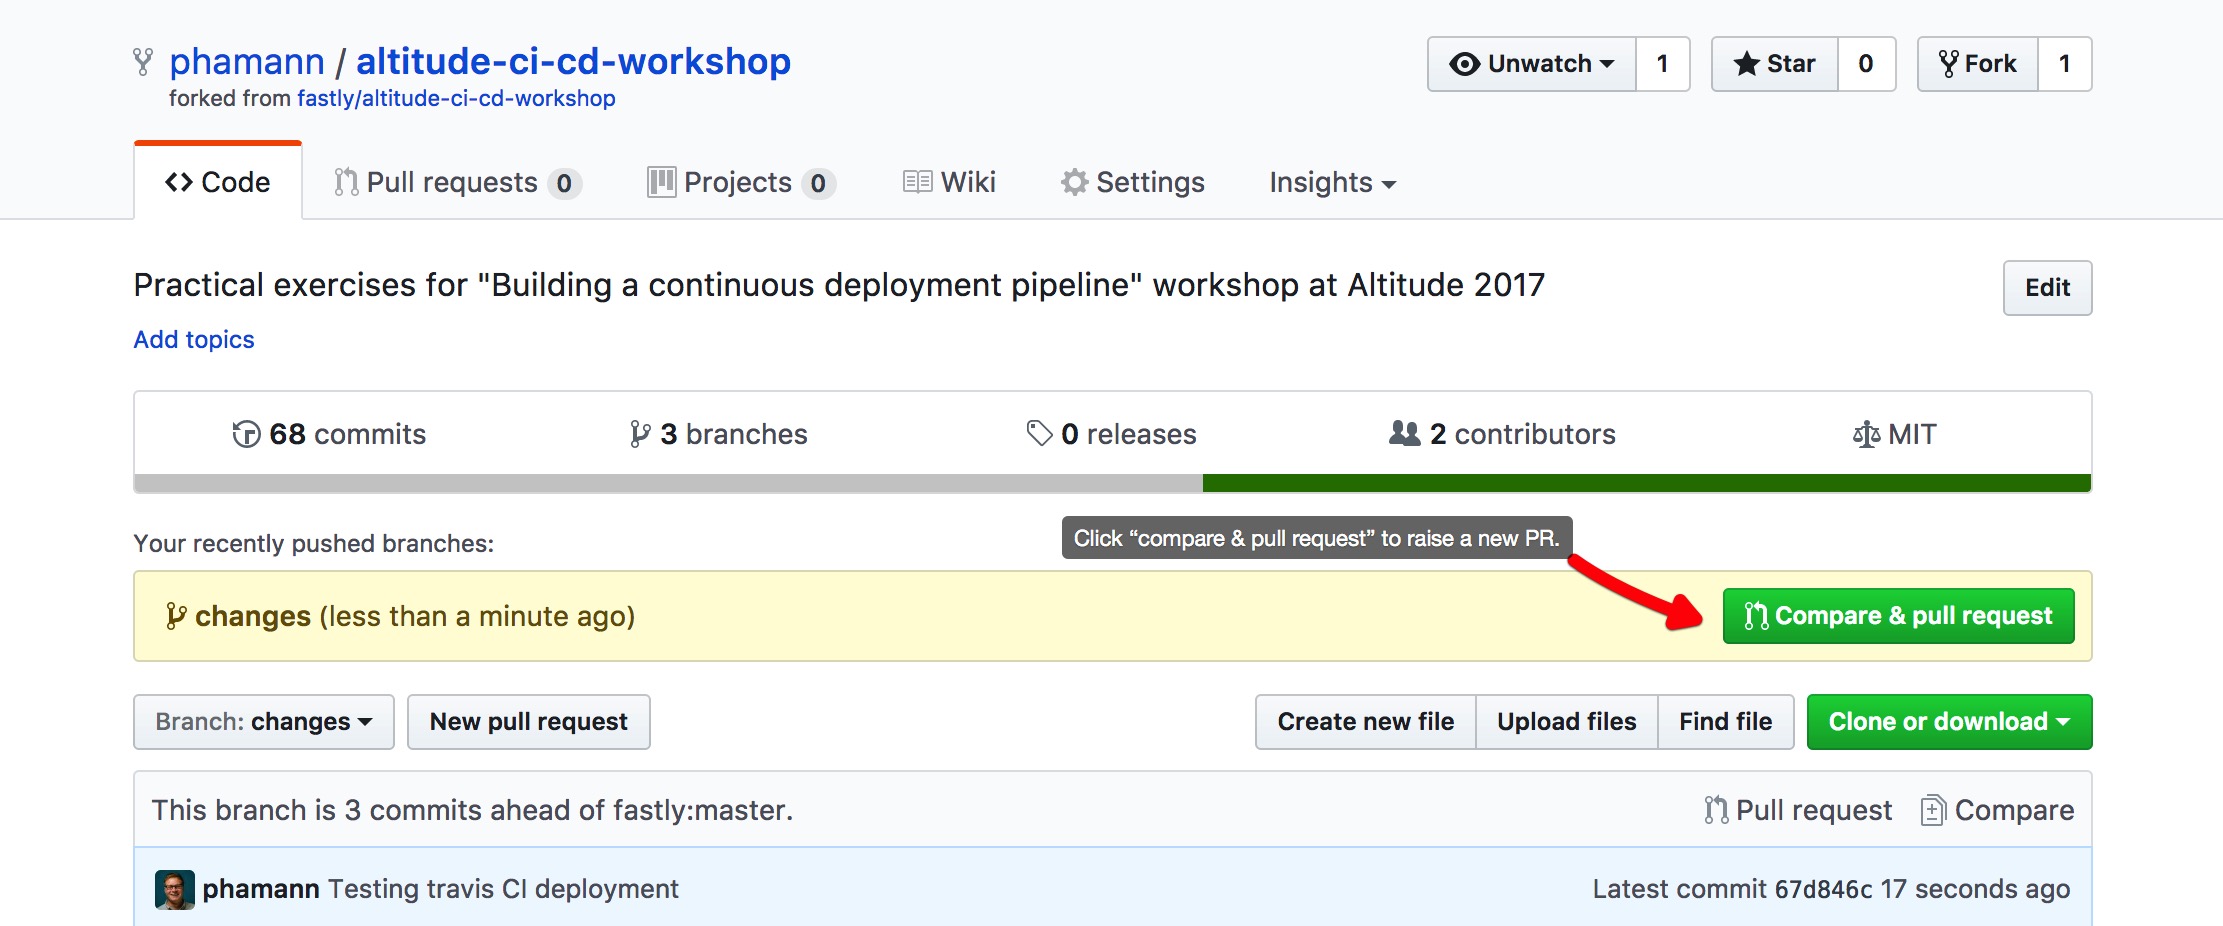 phamann / altitude-ci-cd-workshop
forked from fastly/altitude-ci-cd-workshop
Unwatch 1 Star 0 Fork 1
Code Pull requests 0 Projects 0 Wiki Settings Insights
Practical exercises for "Building a continuous deployment pipeline" workshop at Altitude 2017
Edit
Add topics
68 commits 3 branches 0 releases 2 contributors MIT
Your recently pushed branches:
Click “compare & pull request” to raise a new PR.
changes (less than a minute ago)
Compare & pull request
Branch: changes New pull request Create new file Upload files Find file Clone or download
This branch is 3 commits ahead of fastly:master. Pull request Compare
phamann Testing travis CI deployment Latest commit 67d846c 17 seconds ago